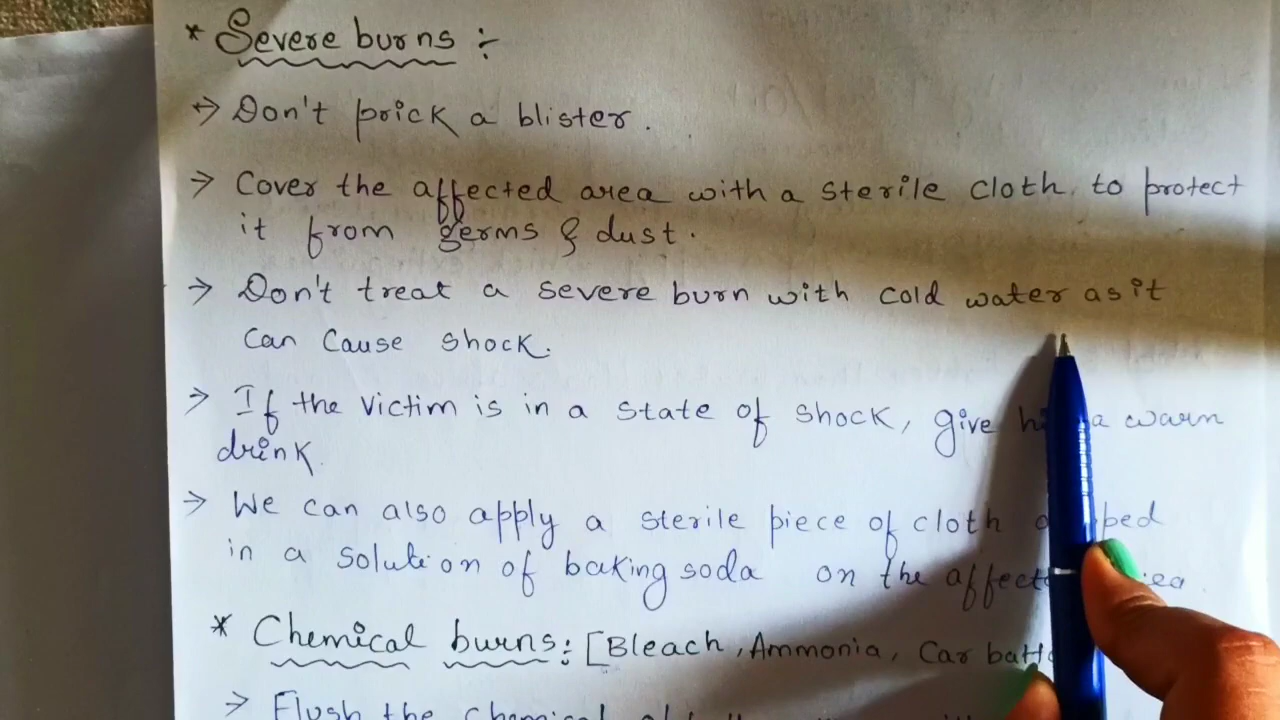 * Severe burns :-
→ Don't prick a blister.
→ Cover the affected area with a sterile cloth to protect
it from germs & dust.
→ Don't treat a severe burn with cold water as it
can cause shock.
→ If the victim is in a state of shock, give a warm
drink.
→ We can also apply a sterile piece of cloth
in a solution of baking soda on the
* Chemical burns: [Bleach, Ammonia, Car
→ Flush the